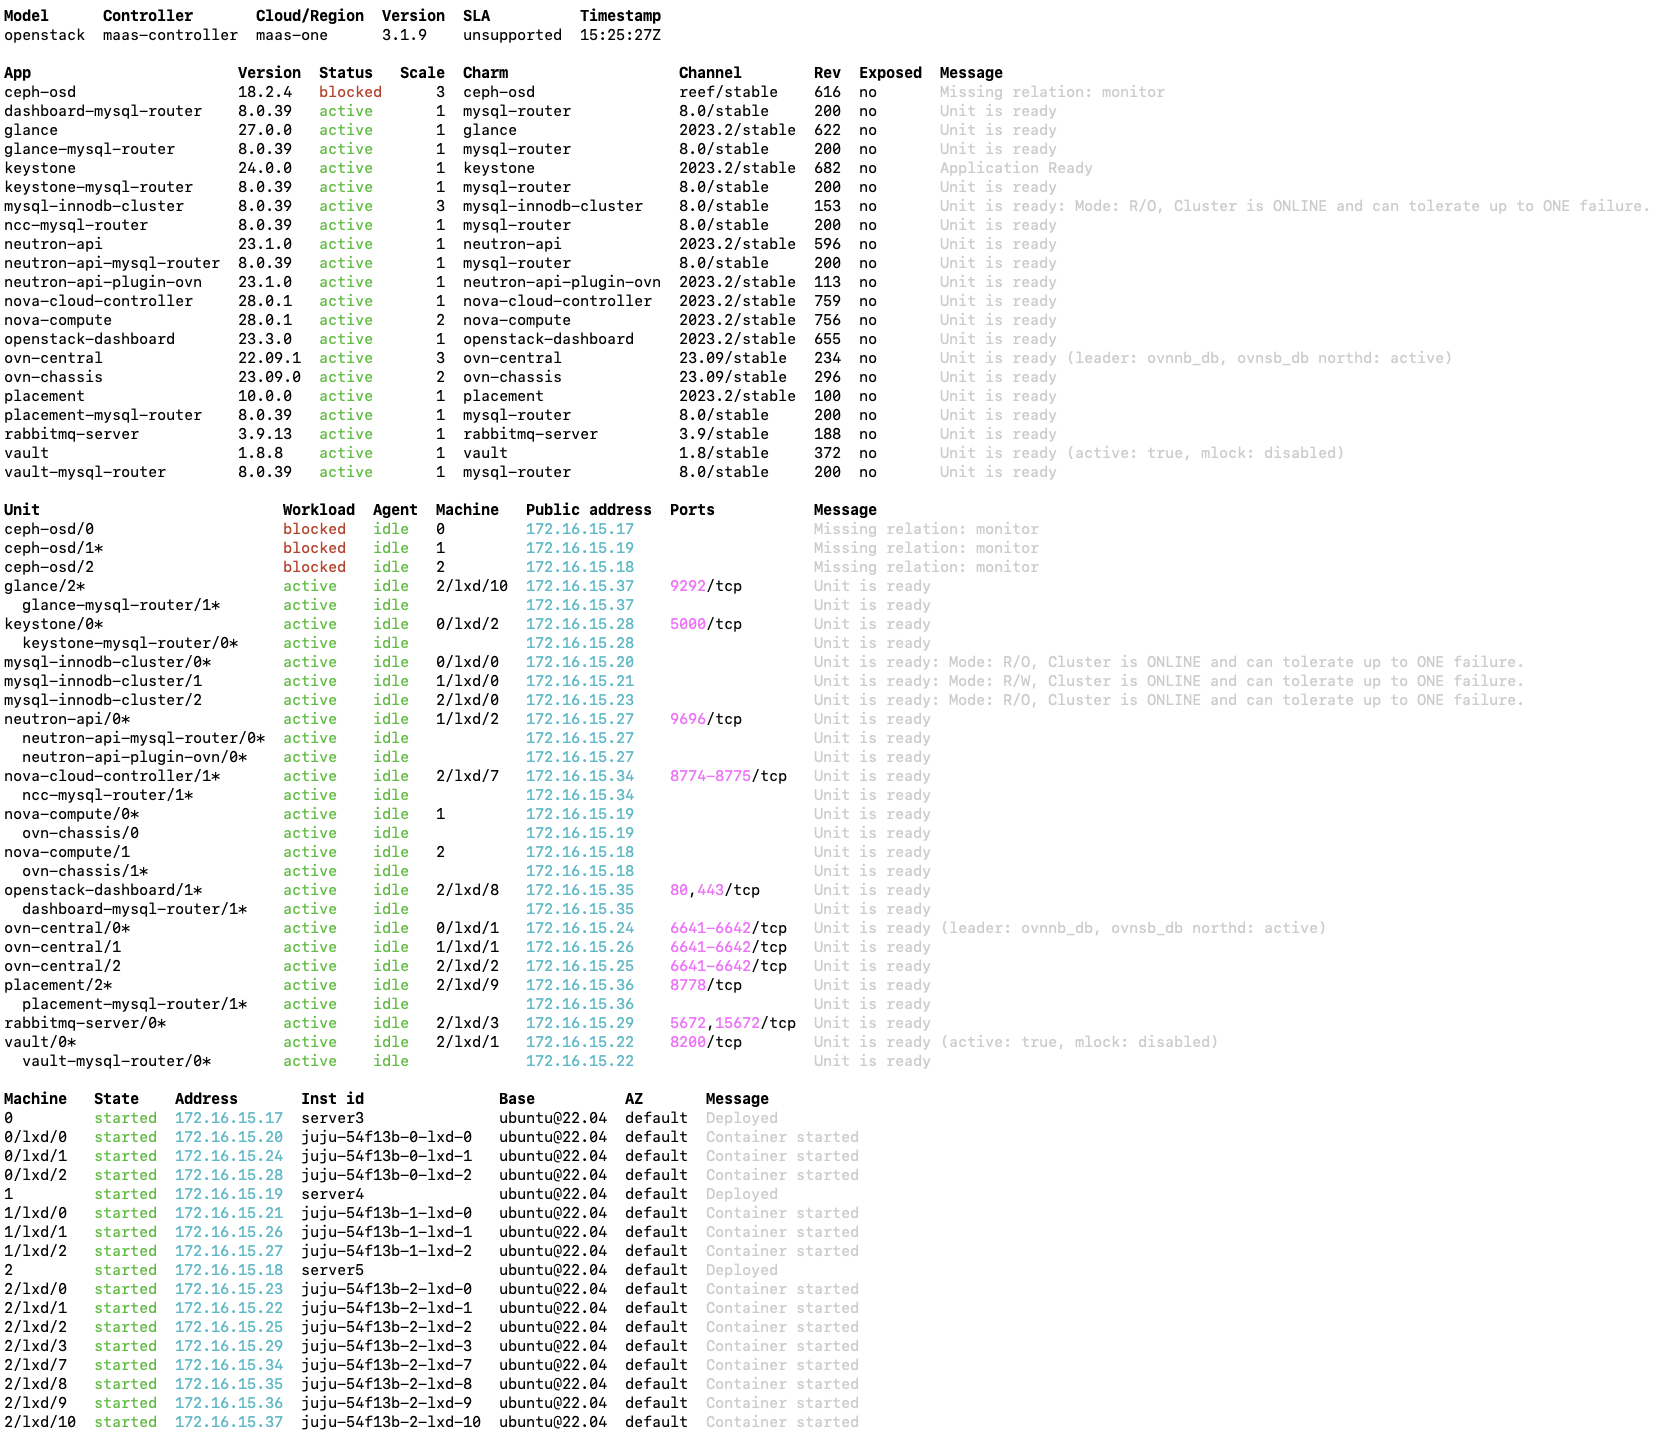 Model      Controller       Cloud/Region  Version  SLA          Timestamp
openstack  maas-controller  maas-one      3.1.9    unsupported  15:25:27Z

App                       Version  Status   Scale  Charm                   Channel        Rev  Exposed  Message
ceph-osd                  18.2.4   blocked      3  ceph-osd                reef/stable    616  no       Missing relation: monitor
dashboard-mysql-router    8.0.39   active       1  mysql-router            8.0/stable     200  no       Unit is ready
glance                    27.0.0   active       1  glance                  2023.2/stable  622  no       Unit is ready
glance-mysql-router       8.0.39   active       1  mysql-router            8.0/stable     200  no       Unit is ready
keystone                  24.0.0   active       1  keystone                2023.2/stable  682  no       Application Ready
keystone-mysql-router     8.0.39   active       1  mysql-router            8.0/stable     200  no       Unit is ready
mysql-innodb-cluster      8.0.39   active       3  mysql-innodb-cluster    8.0/stable     153  no       Unit is ready: Mode: R/O, Cluster is ONLINE and can tolerate up to ONE failure.
ncc-mysql-router          8.0.39   active       1  mysql-router            8.0/stable     200  no       Unit is ready
neutron-api               23.1.0   active       1  neutron-api             2023.2/stable  596  no       Unit is ready
neutron-api-mysql-router  8.0.39   active       1  mysql-router            8.0/stable     200  no       Unit is ready
neutron-api-plugin-ovn    23.1.0   active       1  neutron-api-plugin-ovn  2023.2/stable  113  no       Unit is ready
nova-cloud-controller     28.0.1   active       1  nova-cloud-controller   2023.2/stable  759  no       Unit is ready
nova-compute              28.0.1   active       2  nova-compute            2023.2/stable  756  no       Unit is ready
openstack-dashboard       23.3.0   active       1  openstack-dashboard     2023.2/stable  655  no       Unit is ready
ovn-central               22.09.1  active       3  ovn-central             23.09/stable   234  no       Unit is ready (leader: ovnnb_db, ovnsb_db northd: active)
ovn-chassis               23.09.0  active       2  ovn-chassis             23.09/stable   296  no       Unit is ready
placement                 10.0.0   active       1  placement               2023.2/stable  100  no       Unit is ready
placement-mysql-router    8.0.39   active       1  mysql-router            8.0/stable     200  no       Unit is ready
rabbitmq-server           3.9.13   active       1  rabbitmq-server         3.9/stable     188  no       Unit is ready
vault                     1.8.8    active       1  vault                   1.8/stable     372  no       Unit is ready (active: true, mlock: disabled)
vault-mysql-router        8.0.39   active       1  mysql-router            8.0/stable     200  no       Unit is ready

Unit                           Workload  Agent  Machine   Public address  Ports           Message
ceph-osd/0                     blocked   idle   0         172.16.15.17                    Missing relation: monitor
ceph-osd/1*                    blocked   idle   1         172.16.15.19                    Missing relation: monitor
ceph-osd/2                     blocked   idle   2         172.16.15.18                    Missing relation: monitor
glance/2*                      active    idle   2/lxd/10  172.16.15.37    9292/tcp        Unit is ready
  glance-mysql-router/1*       active    idle             172.16.15.37                    Unit is ready
keystone/0*                    active    idle   0/lxd/2   172.16.15.28    5000/tcp        Unit is ready
  keystone-mysql-router/0*     active    idle             172.16.15.28                    Unit is ready
mysql-innodb-cluster/0*        active    idle   0/lxd/0   172.16.15.20                    Unit is ready: Mode: R/O, Cluster is ONLINE and can tolerate up to ONE failure.
mysql-innodb-cluster/1         active    idle   1/lxd/0   172.16.15.21                    Unit is ready: Mode: R/W, Cluster is ONLINE and can tolerate up to ONE failure.
mysql-innodb-cluster/2         active    idle   2/lxd/0   172.16.15.23                    Unit is ready: Mode: R/O, Cluster is ONLINE and can tolerate up to ONE failure.
neutron-api/0*                 active    idle   1/lxd/2   172.16.15.27    9696/tcp        Unit is ready
  neutron-api-mysql-router/0*  active    idle             172.16.15.27                    Unit is ready
  neutron-api-plugin-ovn/0*    active    idle             172.16.15.27                    Unit is ready
nova-cloud-controller/1*       active    idle   2/lxd/7   172.16.15.34    8774-8775/tcp   Unit is ready
  ncc-mysql-router/1*          active    idle             172.16.15.34                    Unit is ready
nova-compute/0*                active    idle   1         172.16.15.19                    Unit is ready
  ovn-chassis/0                active    idle             172.16.15.19                    Unit is ready
nova-compute/1                 active    idle   2         172.16.15.18                    Unit is ready
  ovn-chassis/1*               active    idle             172.16.15.18                    Unit is ready
openstack-dashboard/1*         active    idle   2/lxd/8   172.16.15.35    80,443/tcp      Unit is ready
  dashboard-mysql-router/1*    active    idle             172.16.15.35                    Unit is ready
ovn-central/0*                 active    idle   0/lxd/1   172.16.15.24    6641-6642/tcp   Unit is ready (leader: ovnnb_db, ovnsb_db northd: active)
ovn-central/1                  active    idle   1/lxd/1   172.16.15.26    6641-6642/tcp   Unit is ready
ovn-central/2                  active    idle   2/lxd/2   172.16.15.25    6641-6642/tcp   Unit is ready
placement/2*                   active    idle   2/lxd/9   172.16.15.36    8778/tcp        Unit is ready
  placement-mysql-router/1*    active    idle             172.16.15.36                    Unit is ready
rabbitmq-server/0*             active    idle   2/lxd/3   172.16.15.29    5672,15672/tcp  Unit is ready
vault/0*                       active    idle   2/lxd/1   172.16.15.22    8200/tcp        Unit is ready (active: true, mlock: disabled)
  vault-mysql-router/0*        active    idle             172.16.15.22                    Unit is ready

Machine   State    Address       Inst id               Base          AZ       Message
0         started  172.16.15.17  server3               ubuntu@22.04  default  Deployed
0/lxd/0   started  172.16.15.20  juju-54f13b-0-lxd-0   ubuntu@22.04  default  Container started
0/lxd/1   started  172.16.15.24  juju-54f13b-0-lxd-1   ubuntu@22.04  default  Container started
0/lxd/2   started  172.16.15.28  juju-54f13b-0-lxd-2   ubuntu@22.04  default  Container started
1         started  172.16.15.19  server4               ubuntu@22.04  default  Deployed
1/lxd/0   started  172.16.15.21  juju-54f13b-1-lxd-0   ubuntu@22.04  default  Container started
1/lxd/1   started  172.16.15.26  juju-54f13b-1-lxd-1   ubuntu@22.04  default  Container started
1/lxd/2   started  172.16.15.27  juju-54f13b-1-lxd-2   ubuntu@22.04  default  Container started
2         started  172.16.15.18  server5               ubuntu@22.04  default  Deployed
2/lxd/0   started  172.16.15.23  juju-54f13b-2-lxd-0   ubuntu@22.04  default  Container started
2/lxd/1   started  172.16.15.22  juju-54f13b-2-lxd-1   ubuntu@22.04  default  Container started
2/lxd/2   started  172.16.15.25  juju-54f13b-2-lxd-2   ubuntu@22.04  default  Container started
2/lxd/3   started  172.16.15.29  juju-54f13b-2-lxd-3   ubuntu@22.04  default  Container started
2/lxd/7   started  172.16.15.34  juju-54f13b-2-lxd-7   ubuntu@22.04  default  Container started
2/lxd/8   started  172.16.15.35  juju-54f13b-2-lxd-8   ubuntu@22.04  default  Container started
2/lxd/9   started  172.16.15.36  juju-54f13b-2-lxd-9   ubuntu@22.04  default  Container started
2/lxd/10  started  172.16.15.37  juju-54f13b-2-lxd-10  ubuntu@22.04  default  Container started